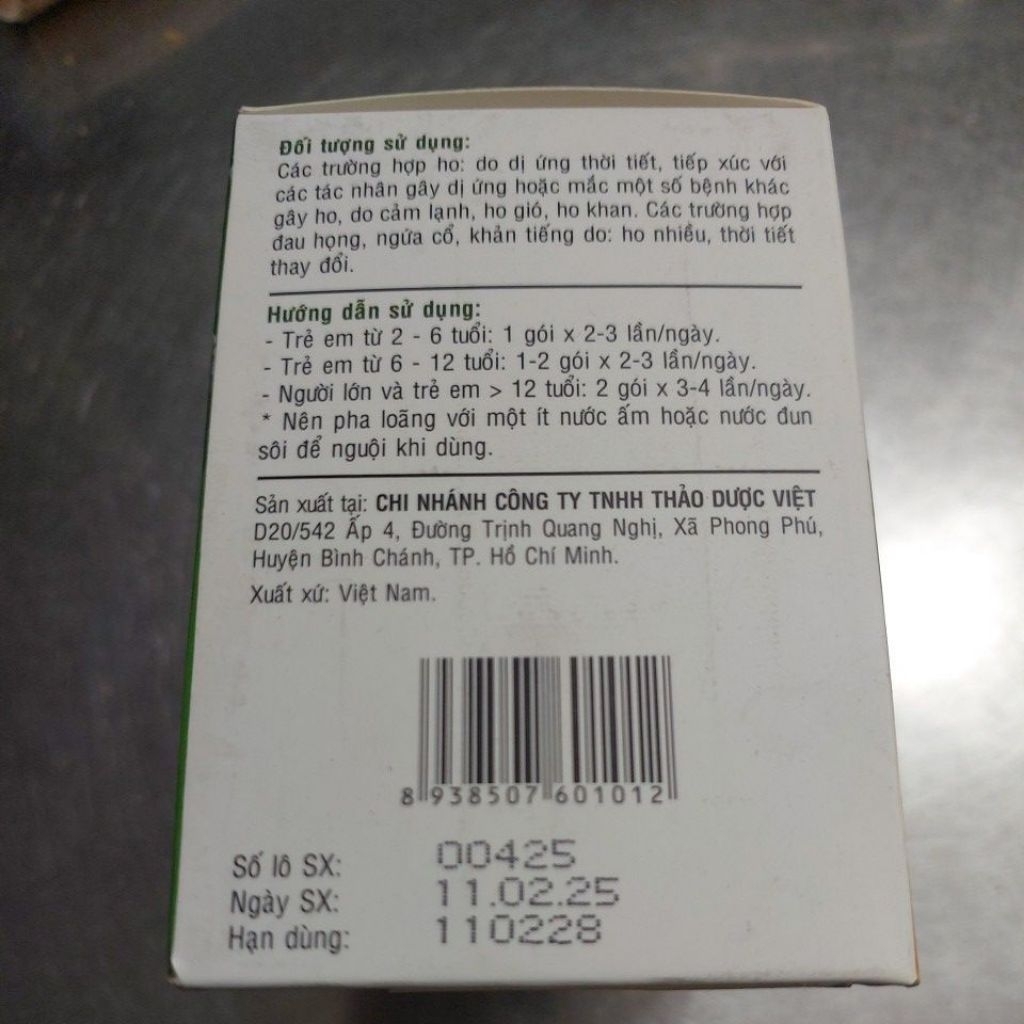 Đối tượng sử dụng:
Các trường hợp ho: do dị ứng thời tiết, tiếp xúc với
các tác nhân gây dị ứng hoặc mắc một số bệnh khác
gây ho, do cảm lạnh, ho gió, ho khan. Các trường hợp
đau họng, ngứa cổ, khản tiếng do: ho nhiều, thời tiết
thay đổi.
Hướng dẫn sử dụng:
- Trẻ em từ 2 - 6 tuổi: 1 gói x 2-3 lần/ngày.
- Trẻ em từ 6 - 12 tuổi: 1-2 gói x 2-3 lần/ngày.
- Người lớn và trẻ em > 12 tuổi: 2 gói x 3-4 lần/ngày.
* Nên pha loãng với một ít nước ấm hoặc nước đun
sôi để nguội khi dùng.
Sản xuất tại: CHI NHÁNH CÔNG TY TNHH THẢO DƯỢC VIỆT
D20/542 Ấp 4, Đường Trịnh Quang Nghị, Xã Phong Phú,
Huyện Bình Chánh, TP. Hồ Chí Minh.
Xuất xứ: Việt Nam.
8 938507 601012
Số lô SX: 00425
Ngày SX: 11.02.25
Hạn dùng: 110228